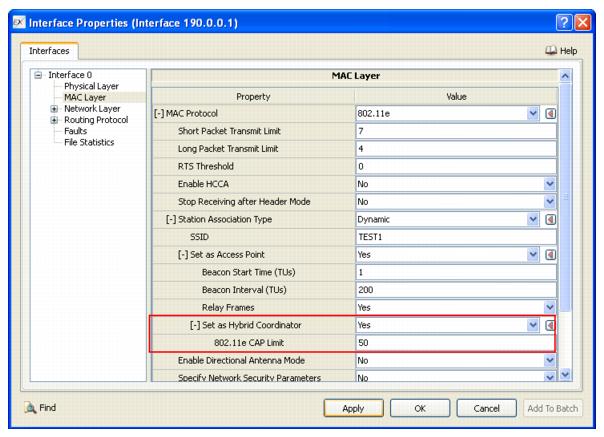 EX Interface Properties (Interface 190.0.0.1)
Interfaces
Help
Interface 0
Physical Layer
MAC Layer
Network Layer
Routing Protocol
Faults
File Statistics
MAC Layer
Property Value
[-] MAC Protocol 802.11e
Short Packet Transmit Limit 7
Long Packet Transmit Limit 4
RTS Threshold 0
Enable HCCA No
Stop Receiving after Header Mode No
[-] Station Association Type Dynamic
SSID TEST1
[-] Set as Access Point Yes
Beacon Start Time (TUs) 1
Beacon Interval (TUs) 200
Relay Frames Yes
[-] Set as Hybrid Coordinator Yes
802.11e CAP Limit 50
Enable Directional Antenna Mode No
Specify Network Security Parameters No
Find Apply OK Cancel Add To Batch